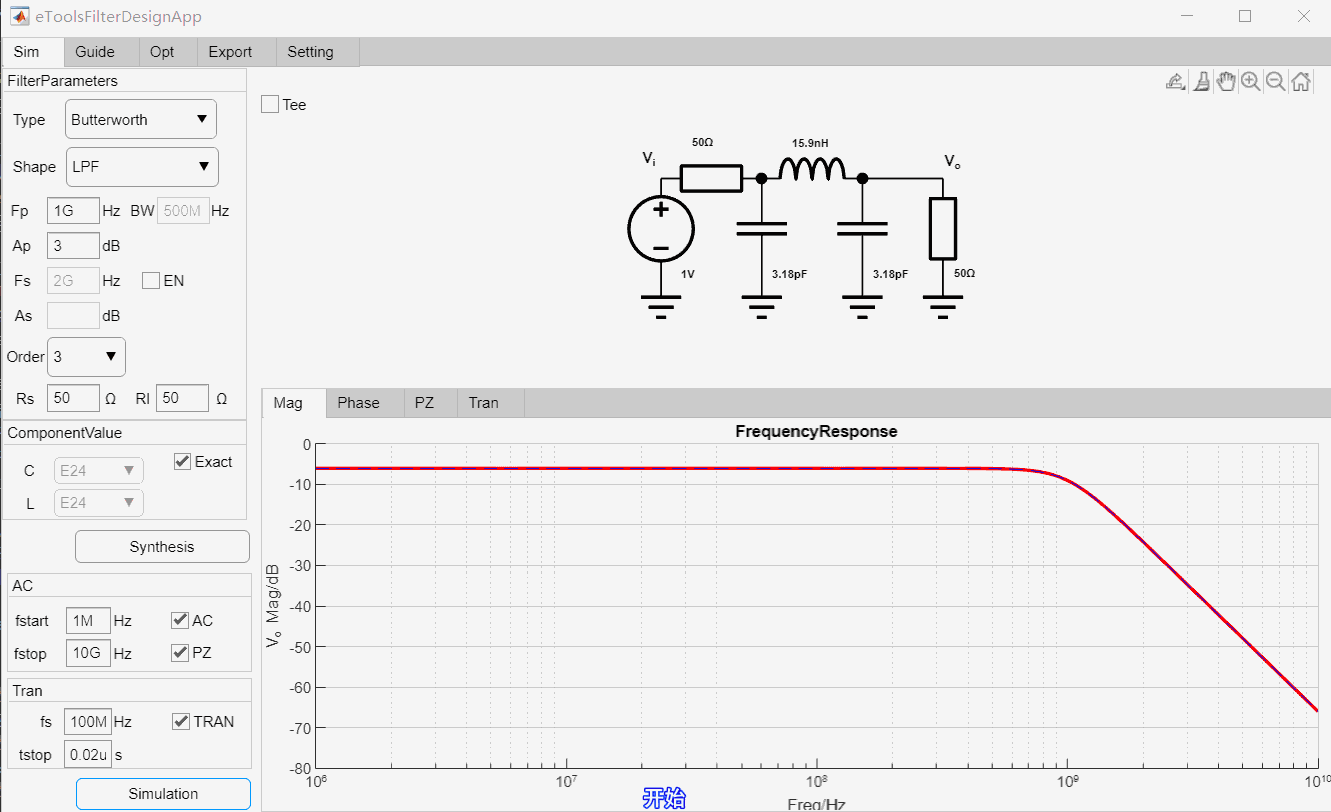 eToolsFilterDesignApp
Sim Guide Opt Export Setting
FilterParameters
Type Butterworth
Shape LPF
Fp 1G Hz BW 500M Hz
Ap 3 dB
Fs 2G Hz EN
As dB
Order 3
Rs 50 Ω Rl 50 Ω
ComponentValue
C E24 Exact
L E24
Synthesis
AC
fstart 1M Hz AC
fstop 10G Hz PZ
Tran
fs 100M Hz TRAN
tstop 0.02u s
Simulation
Tee
50Ω 15.9nH
Vi Vo
1V 3.18pF 3.18pF 50Ω
Mag Phase PZ Tran
FrequencyResponse
0
-10
-20
-30
-40
-50
-60
-70
-80
Vo Mag/dB
10^6 10^7 10^8 10^9 10^10
Freq/Hz
开始